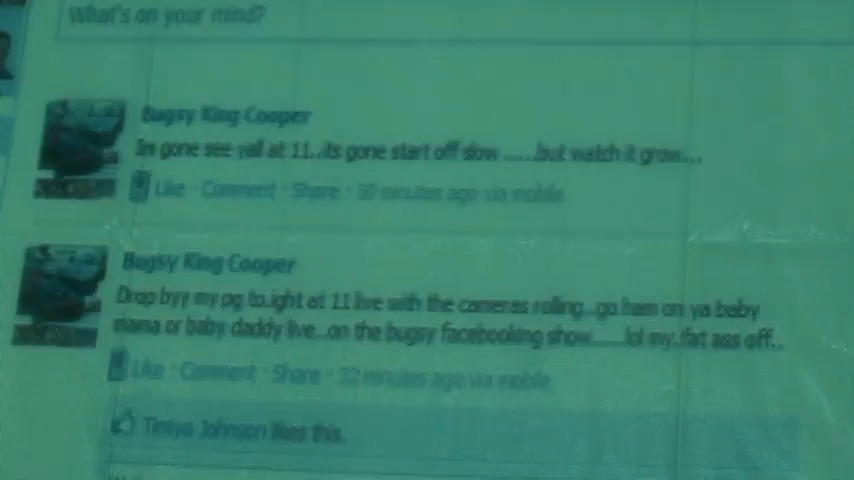 What's on your mind?
Bugsy King Cooper
Im gone see yall at 11..its gone start off slow ......but watch it grow...
Like · Comment · Share · 30 minutes ago via mobile
Bugsy King Cooper
Drop byy my pg to.ight at 11 live with the cameras rolling..go ham on ya baby
mama or baby daddy live...on the bugsy facebooking show.......lol my.fat ass off..
Like · Comment · Share · 32 minutes ago via mobile
Timiya Johnson likes this.